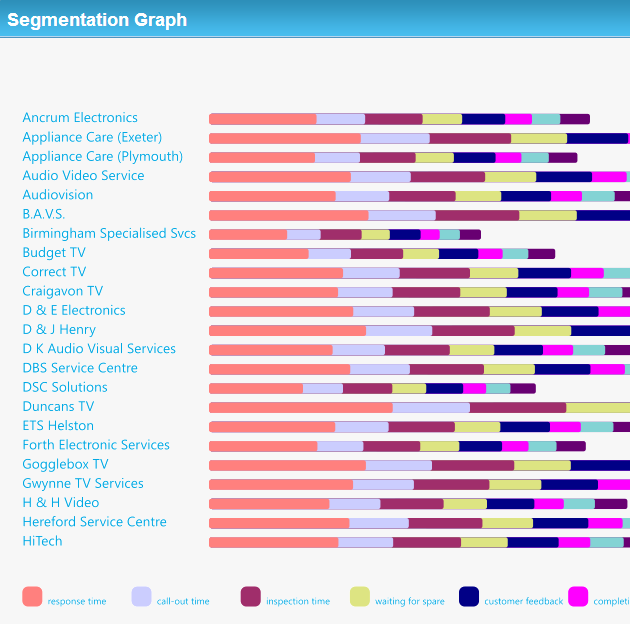 Segmentation Graph
Ancrum Electronics
Appliance Care (Exeter)
Appliance Care (Plymouth)
Audio Video Service
Audiovision
B.A.V.S.
Birmingham Specialised Svcs
Budget TV
Correct TV
Craigavon TV
D & E Electronics
D & J Henry
D K Audio Visual Services
DBS Service Centre
DSC Solutions
Duncans TV
ETS Helston
Forth Electronic Services
Gogglebox TV
Gwynne TV Services
H & H Video
Hereford Service Centre
HiTech
response time call-out time inspection time waiting for spare customer feedback completi